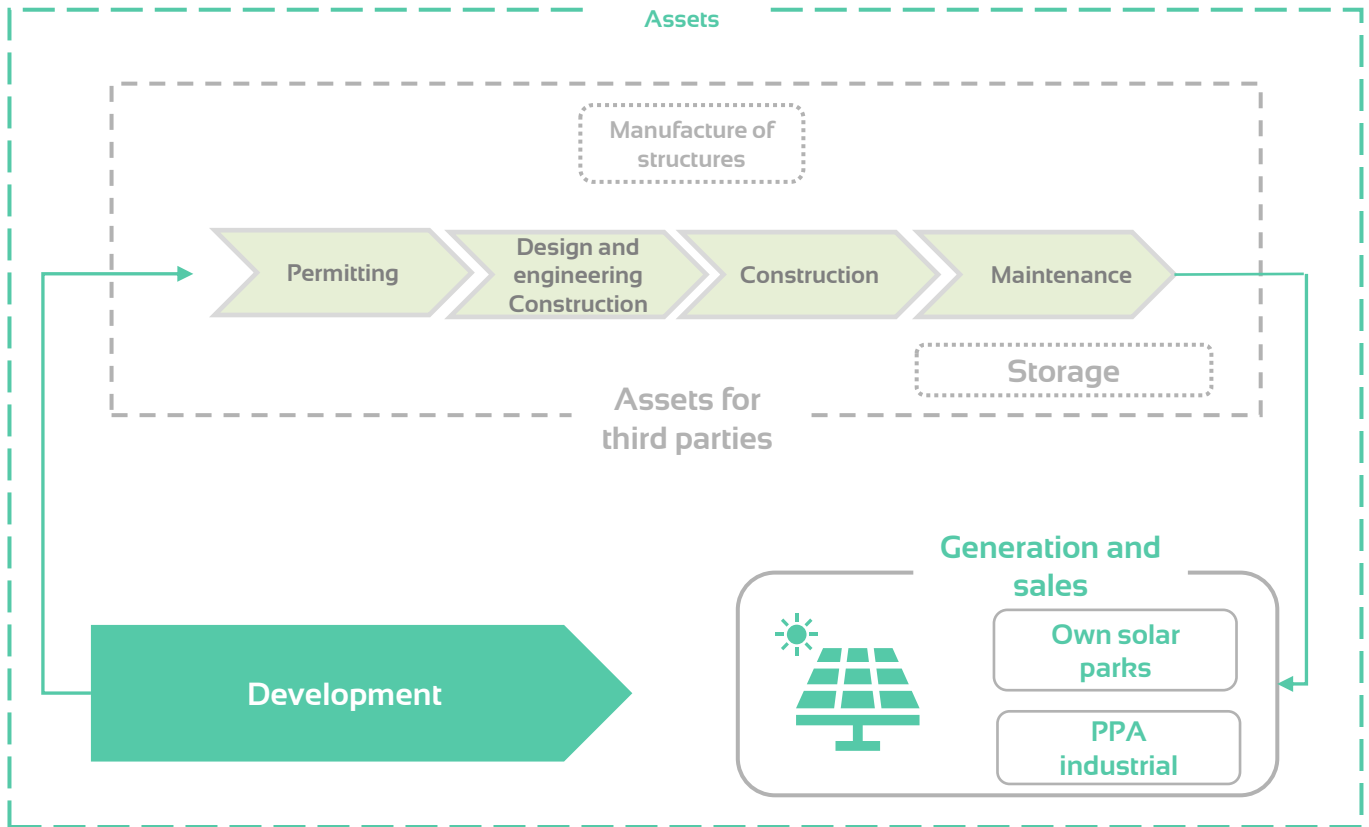 Assets
Manufacture of
structures
Permitting
Design and
engineering
Construction
Construction
Maintenance
Storage
Assets for
third parties
Generation and
sales
Own solar
parks
Development
PPA
industrial